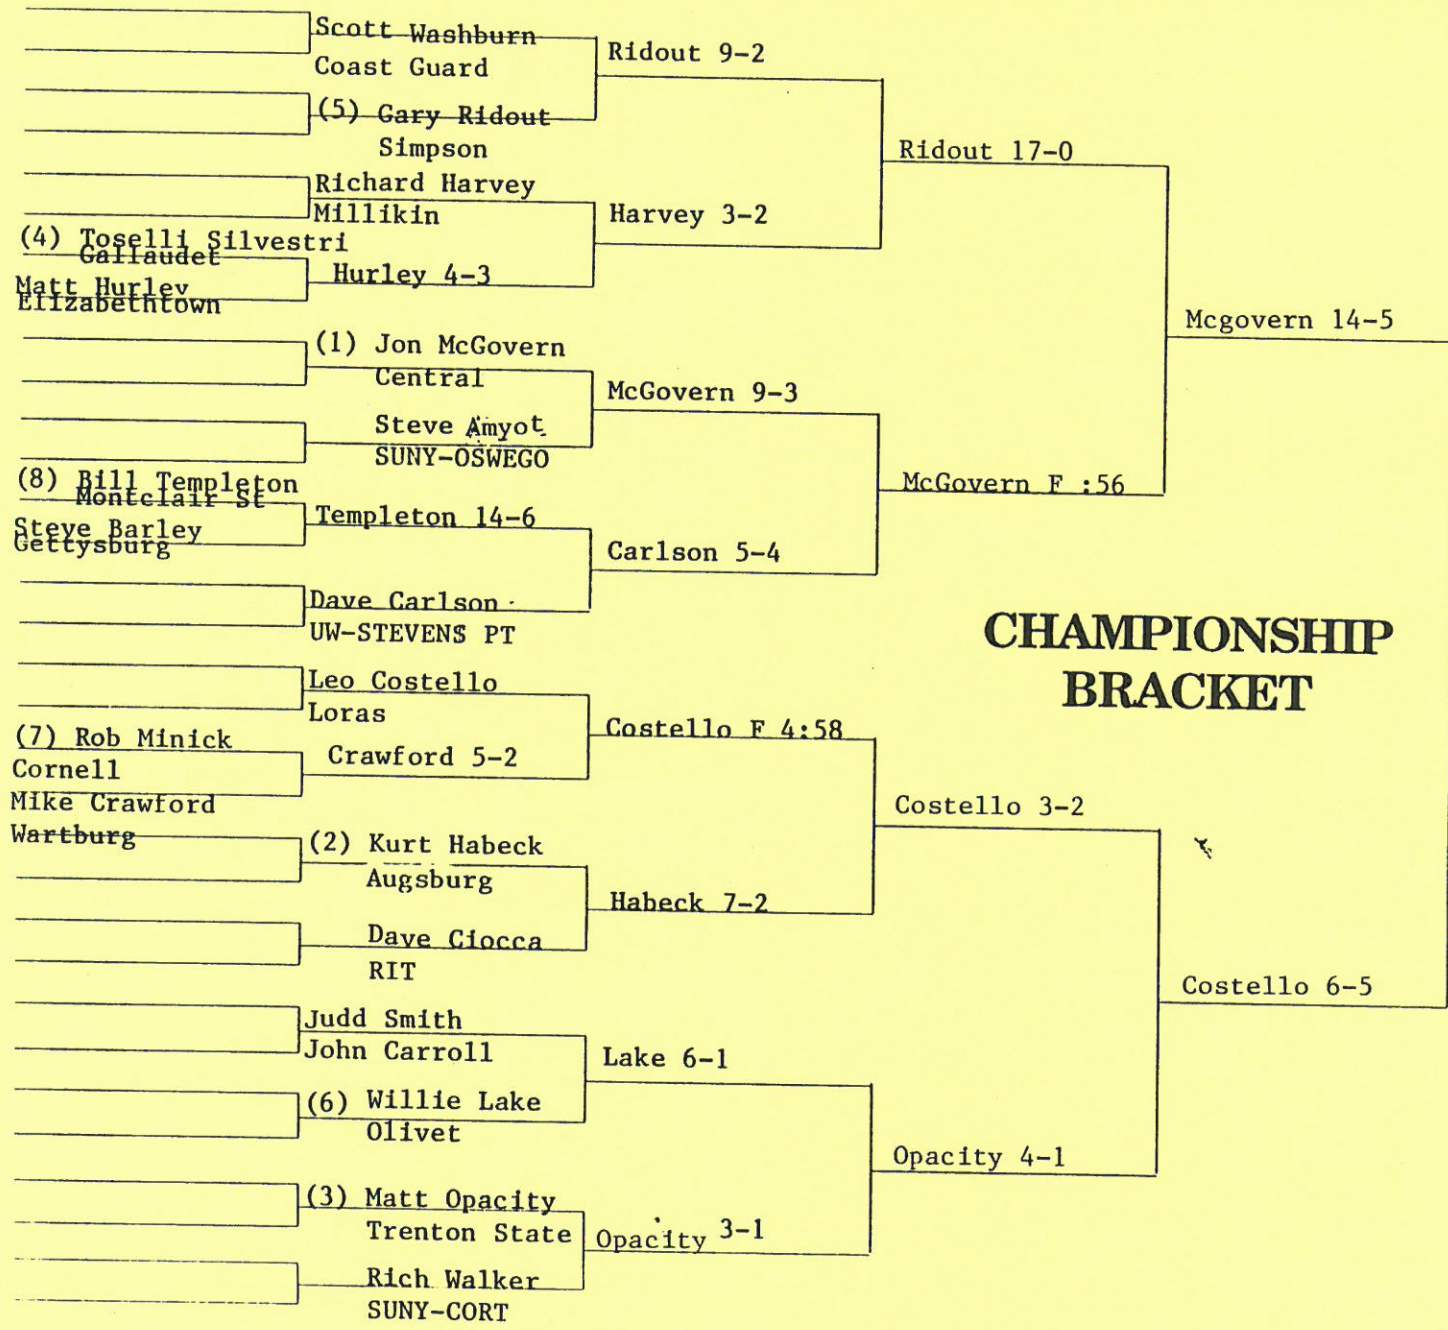 Scott Washburn
Coast Guard
Ridout 9-2
(5) Gary Ridout
Simpson
Ridout 17-0
Richard Harvey
Millikin
Harvey 3-2
(4) Toselli Silvestri
Gallaudet
Hurley 4-3
Matt Hurley
Elizabethtown
Mcgovern 14-5
(1) Jon McGovern
Central
McGovern 9-3
Steve Amyot
SUNY-OSWEGO
McGovern F :56
(8) Bill Templeton
Montclair St
Templeton 14-6
Steve Barley
Gettysburg
Carlson 5-4
Dave Carlson
UW-STEVENS PT
CHAMPIONSHIP
BRACKET
Leo Costello
Loras
Costello F 4:58
(7) Rob Minick
Cornell
Crawford 5-2
Mike Crawford
Wartburg
Costello 3-2
(2) Kurt Habeck
Augsburg
Habeck 7-2
Dave Ciocca
RIT
Costello 6-5
Judd Smith
John Carroll
Lake 6-1
(6) Willie Lake
Olivet
Opacity 4-1
(3) Matt Opacity
Trenton State
Opacity 3-1
Rich Walker
SUNY-CORT